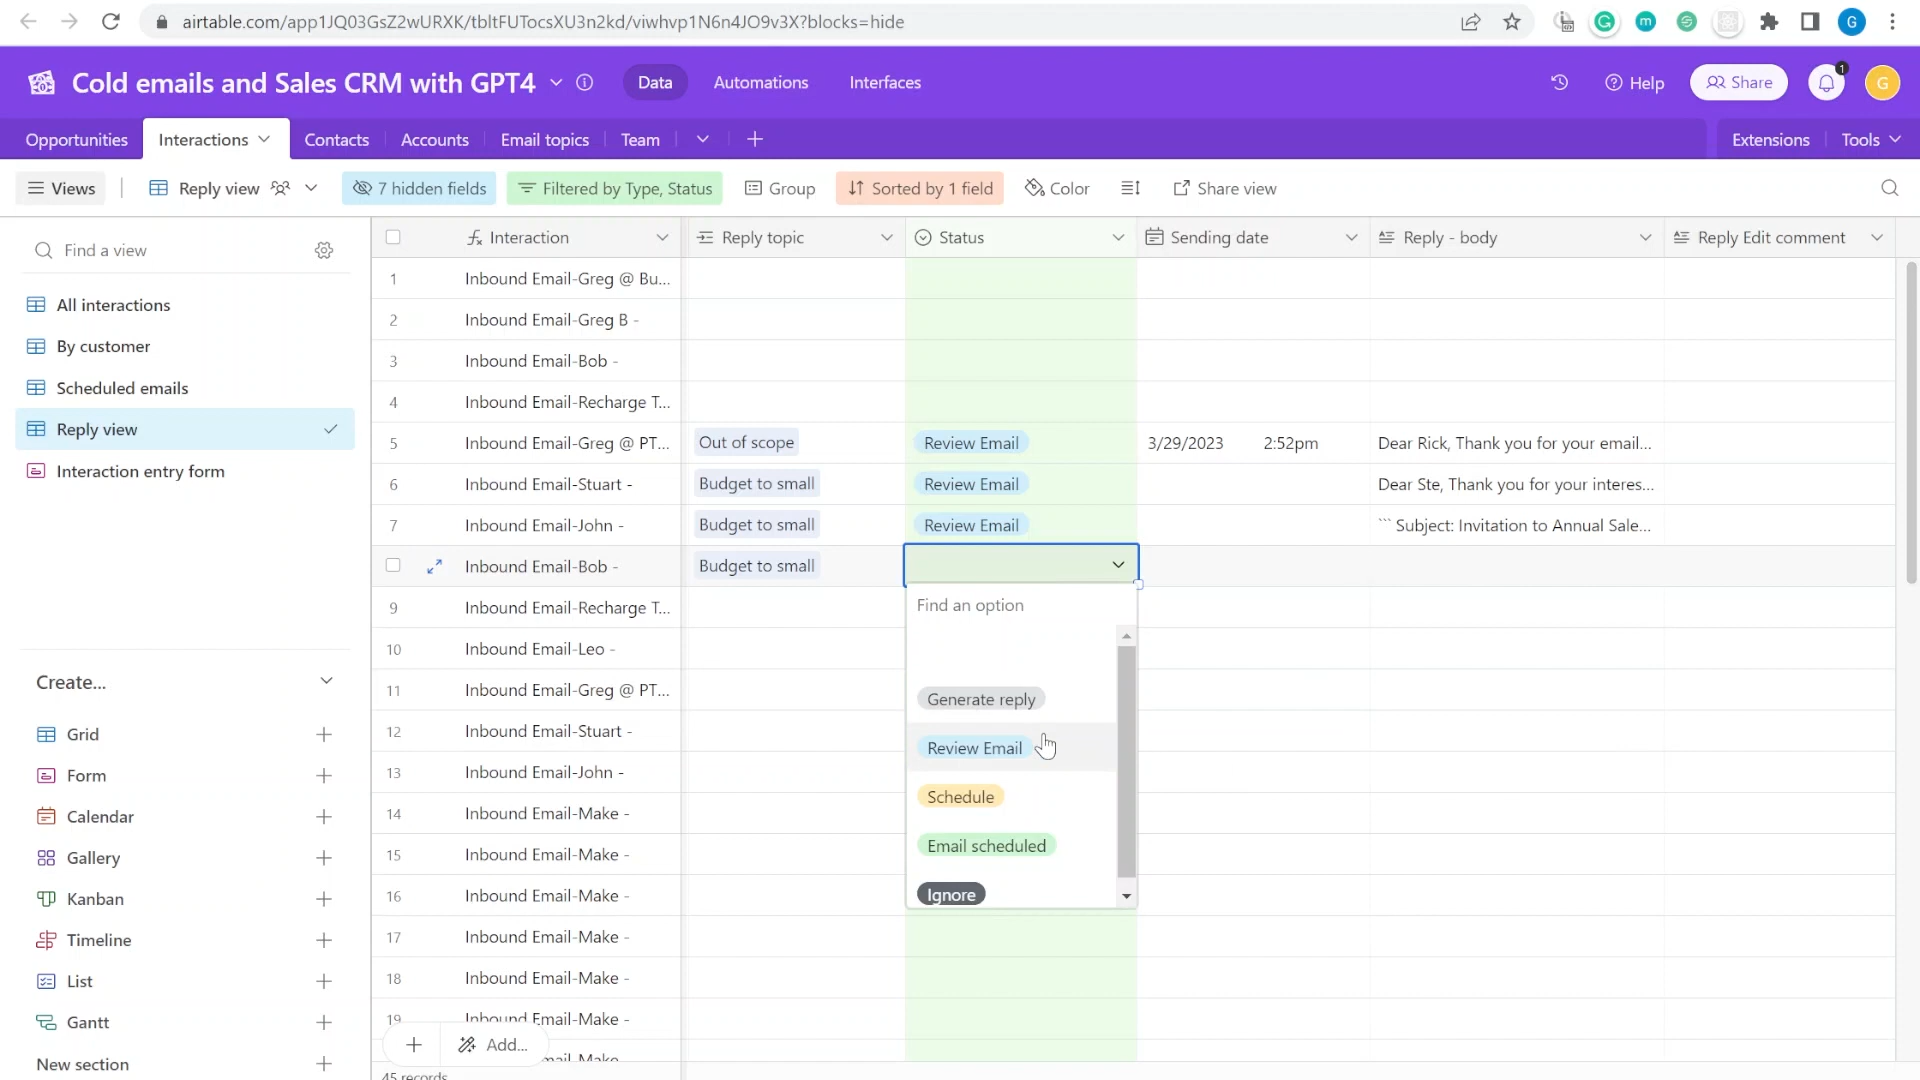 airtable.com/app1JQ03GsZ2wURXK/tbltFUTocsXU3n2kd/viwhvp1N6n4JO9v3X?blocks=hide
G
m
G
Cold emails and Sales CRM with GPT4
Data
Automations
Interfaces
Help
Share
1
G
Opportunities
Interactions
Contacts
Accounts
Email topics
Team
Extensions
Tools
Views
Reply view
7 hidden fields
Filtered by Type, Status
Group
Sorted by 1 field
Color
Share view
Find a view
All interactions
By customer
Scheduled emails
Reply view
Interaction entry form
Create...
Grid
Form
Calendar
Gallery
Kanban
Timeline
List
Gantt
New section
Interaction Reply topic Status Sending date Reply - body Reply Edit comment
1 Inbound Email-Greg @ Bu...
2 Inbound Email-Greg B -
3 Inbound Email-Bob -
4 Inbound Email-Recharge T...
5 Inbound Email-Greg @ PT... Out of scope Review Email 3/29/2023 2:52pm Dear Rick, Thank you for your email...
6 Inbound Email-Stuart - Budget to small Review Email Dear Ste, Thank you for your interes...
7 Inbound Email-John - Budget to small Review Email ``` Subject: Invitation to Annual Sale...
Inbound Email-Bob - Budget to small
9 Inbound Email-Recharge T...
10 Inbound Email-Leo -
11 Inbound Email-Greg @ PT...
12 Inbound Email-Stuart -
13 Inbound Email-John -
14 Inbound Email-Make -
15 Inbound Email-Make -
16 Inbound Email-Make -
17 Inbound Email-Make -
18 Inbound Email-Make -
19 Inbound Email-Make -
Find an option
Generate reply
Review Email
Schedule
Email scheduled
Ignore
Add...
mail-Make
45 records